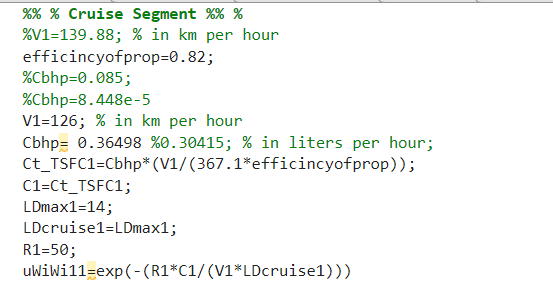 %% % Cruise Segment %% %
%V1=139.88; % in km per hour
efficincyofprop=0.82;
%Cbhp=0.085;
%Cbhp=8.448e-5
V1=126; % in km per hour
Cbhp= 0.36498 %0.30415; % in liters per hour;
Ct_TSFC1=Cbhp*(V1/(367.1*efficincyofprop));
C1=Ct_TSFC1;
LDmax1=14;
LDcruise1=LDmax1;
R1=50;
uWiWi11=exp(-(R1*C1/(V1*LDcruise1)))